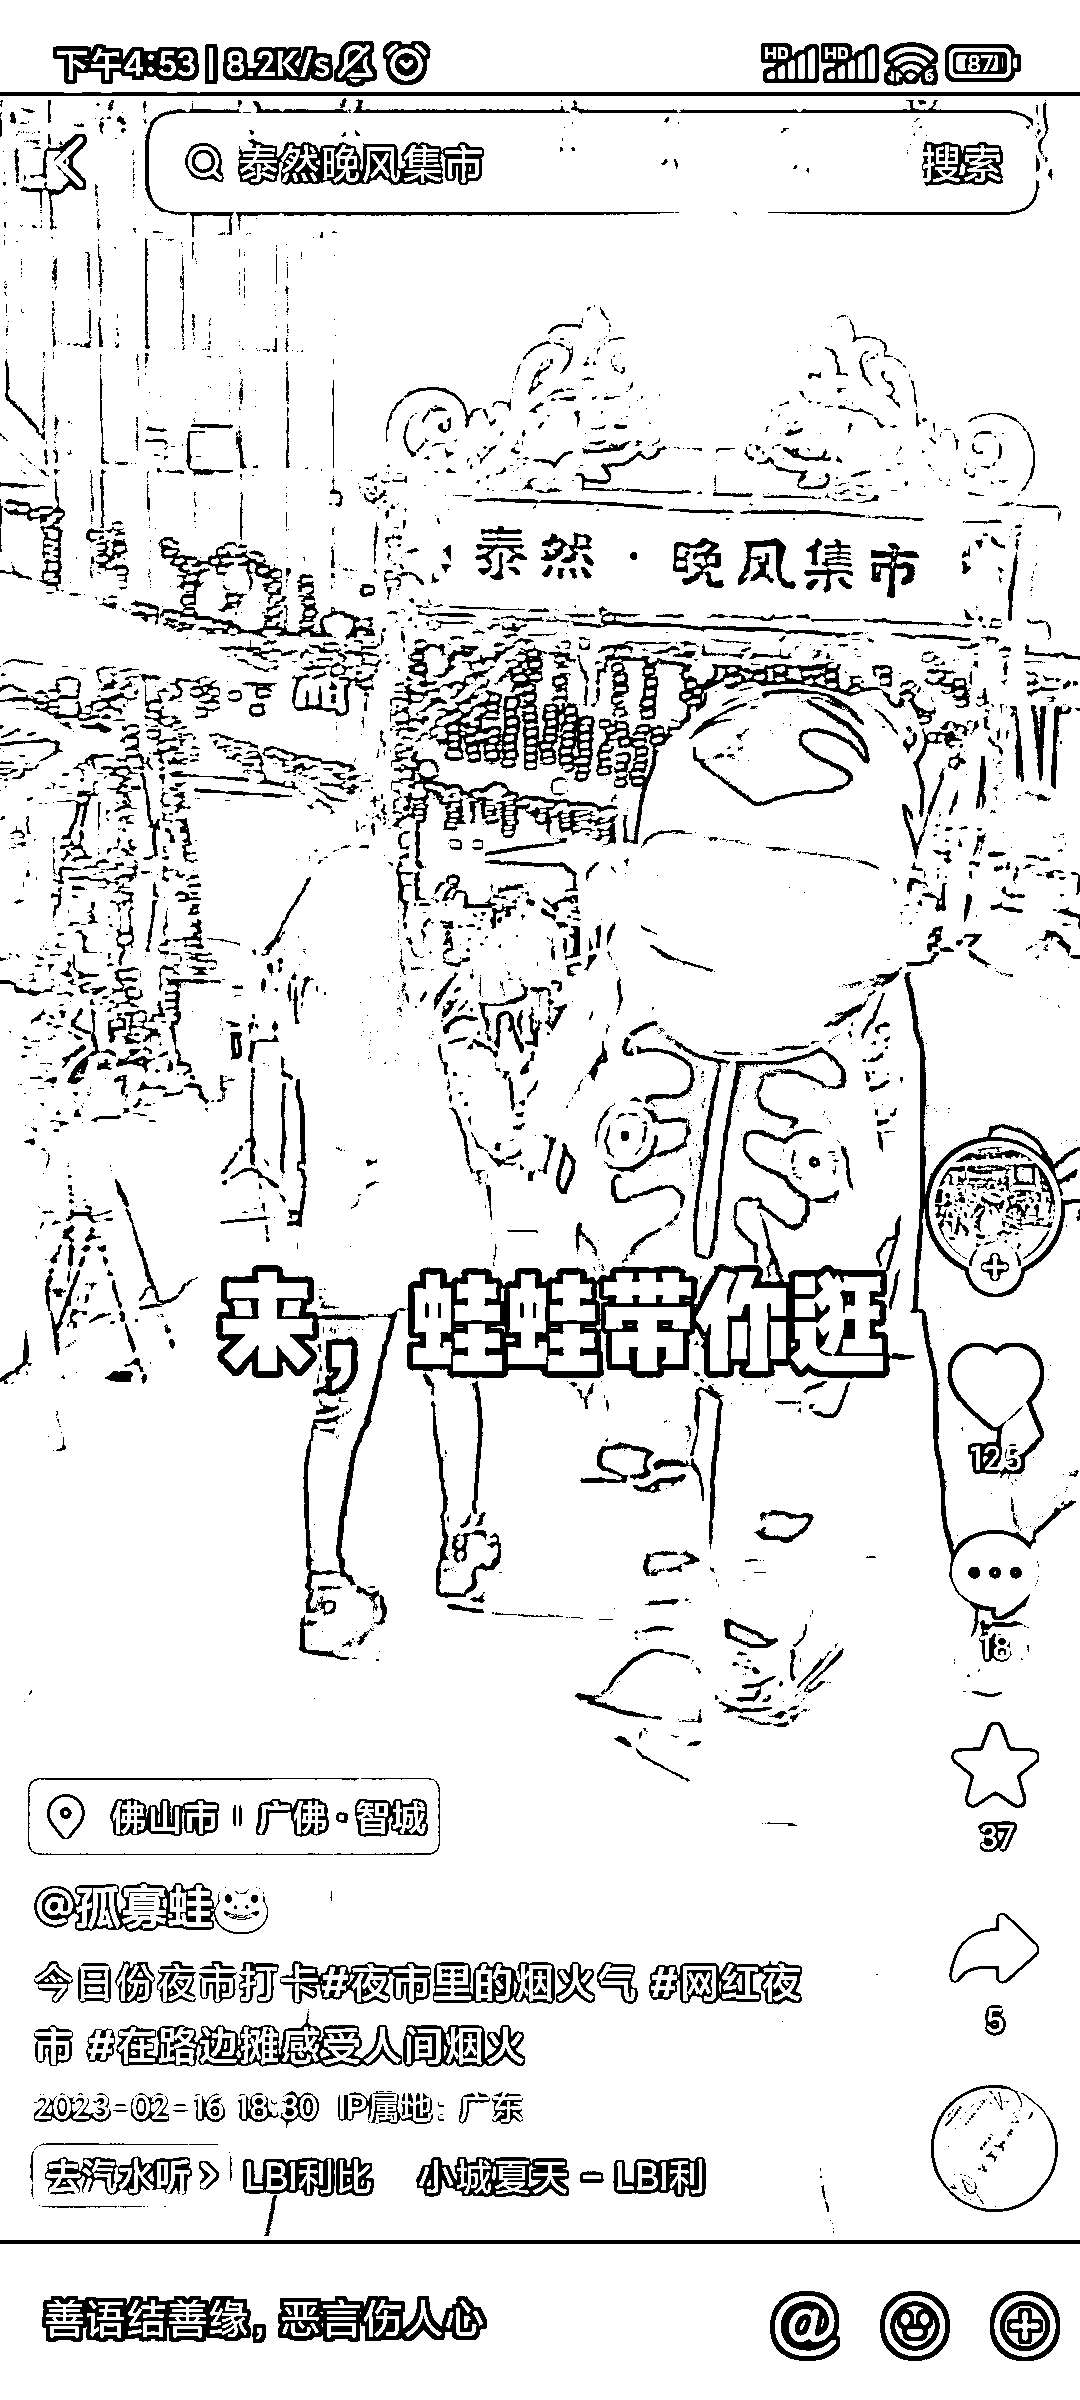 下午4:53 | 8.2K/s
HD HD 6 87
泰然晚风集市 搜索
泰然·晚风集市
来，蛙蛙带你逛
125
18
37
佛山市 | 广佛·智城
@孤寡蛙🐸
今日份夜市打卡#夜市里的烟火气 #网红夜
市 #在路边摊感受人间烟火
5
2023-02-16 18:30 IP属地：广东
去汽水听 > LBI利比 小城夏天 - LBI利
善语结善缘，恶言伤人心